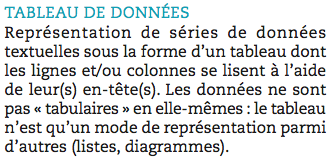 TABLEAU DE DONNÉES
Représentation de séries de données
textuelles sous la forme d'un tableau dont
les lignes et/ou colonnes se lisent à l'aide
de leur(s) en-tête(s). Les données ne sont
pas « tabulaires » en elle-mêmes : le tableau
n'est qu'un mode de représentation parmi
d'autres (listes, diagrammes).